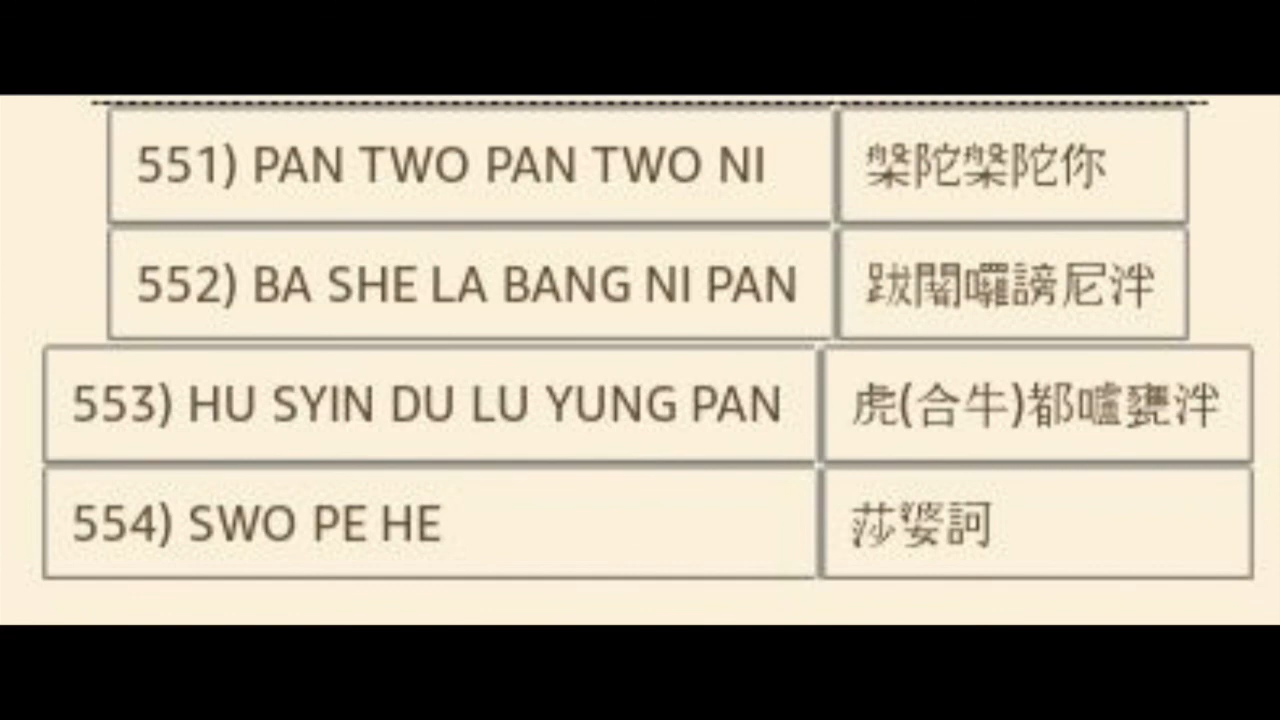 551) PAN TWO PAN TWO NI 槃陀槃陀你
552) BA SHE LA BANG NI PAN 跋闍囉謗尼泮
553) HU SYIN DU LU YUNG PAN 虎(合牛)都嚧甕泮
554) SWO PE HE 莎婆訶